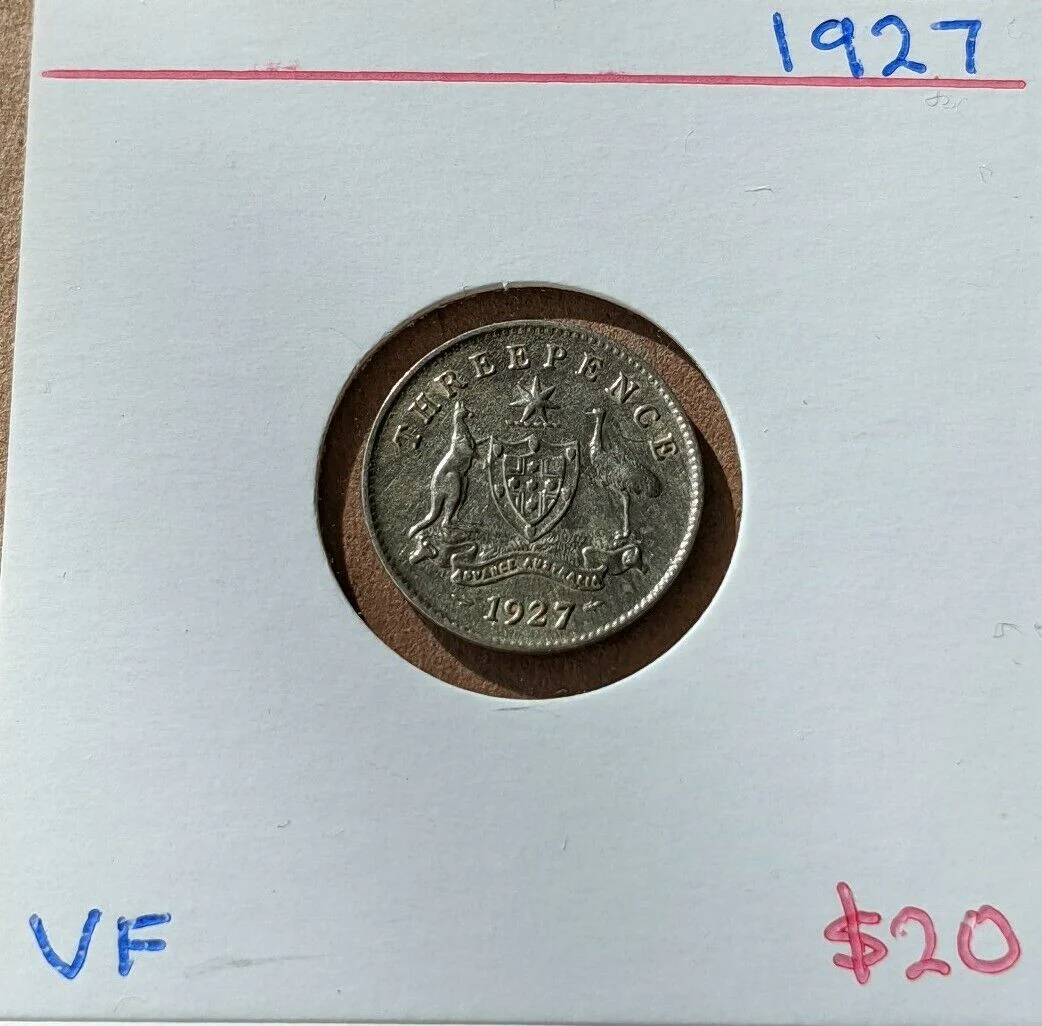 1927
THREEPENCE
ADVANCE AUSTRALIA
1927
VF
$20